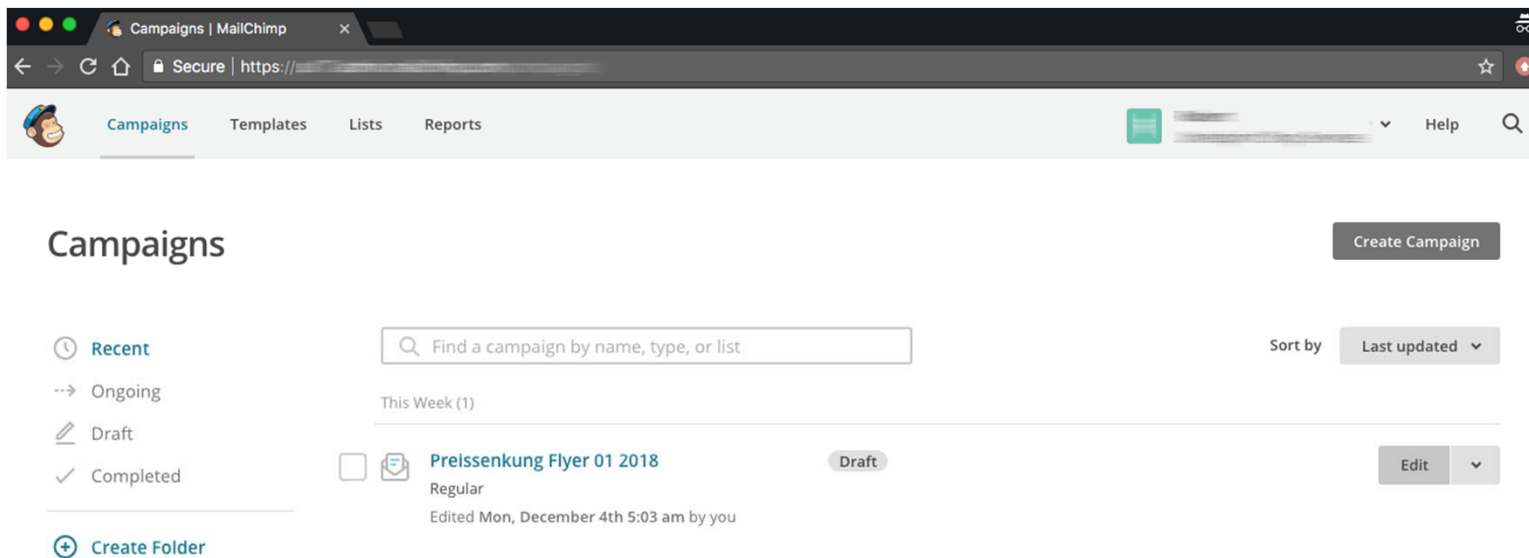 Campaigns | MailChimp
Secure | https://
Campaigns Templates Lists Reports Help
Campaigns
Create Campaign
Recent
Ongoing
Draft
Completed
Create Folder
Find a campaign by name, type, or list
Sort by Last updated
This Week (1)
Preissenkung Flyer 01 2018 Draft Edit
Regular
Edited Mon, December 4th 5:03 am by you